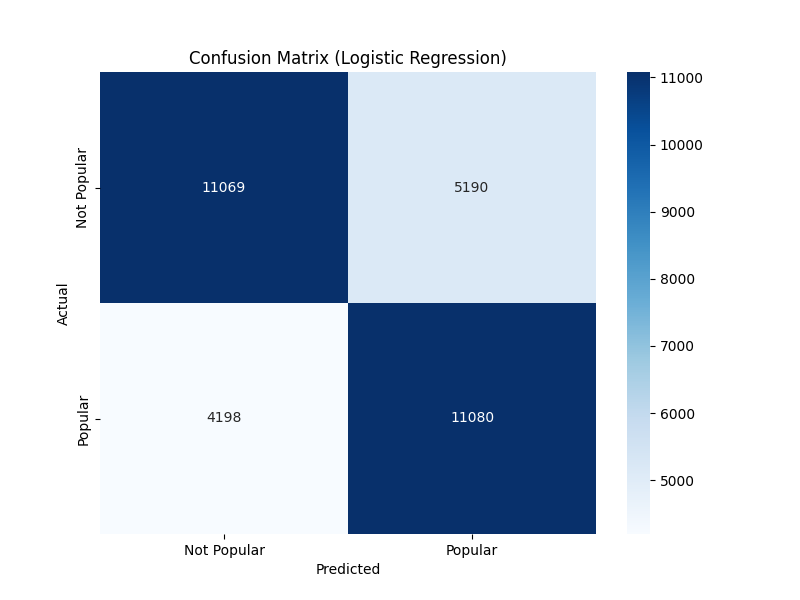 Confusion Matrix (Logistic Regression)
Actual
Not Popular
Popular
11069
5190
4198
11080
Not Popular
Popular
Predicted
11000
10000
9000
8000
7000
6000
5000